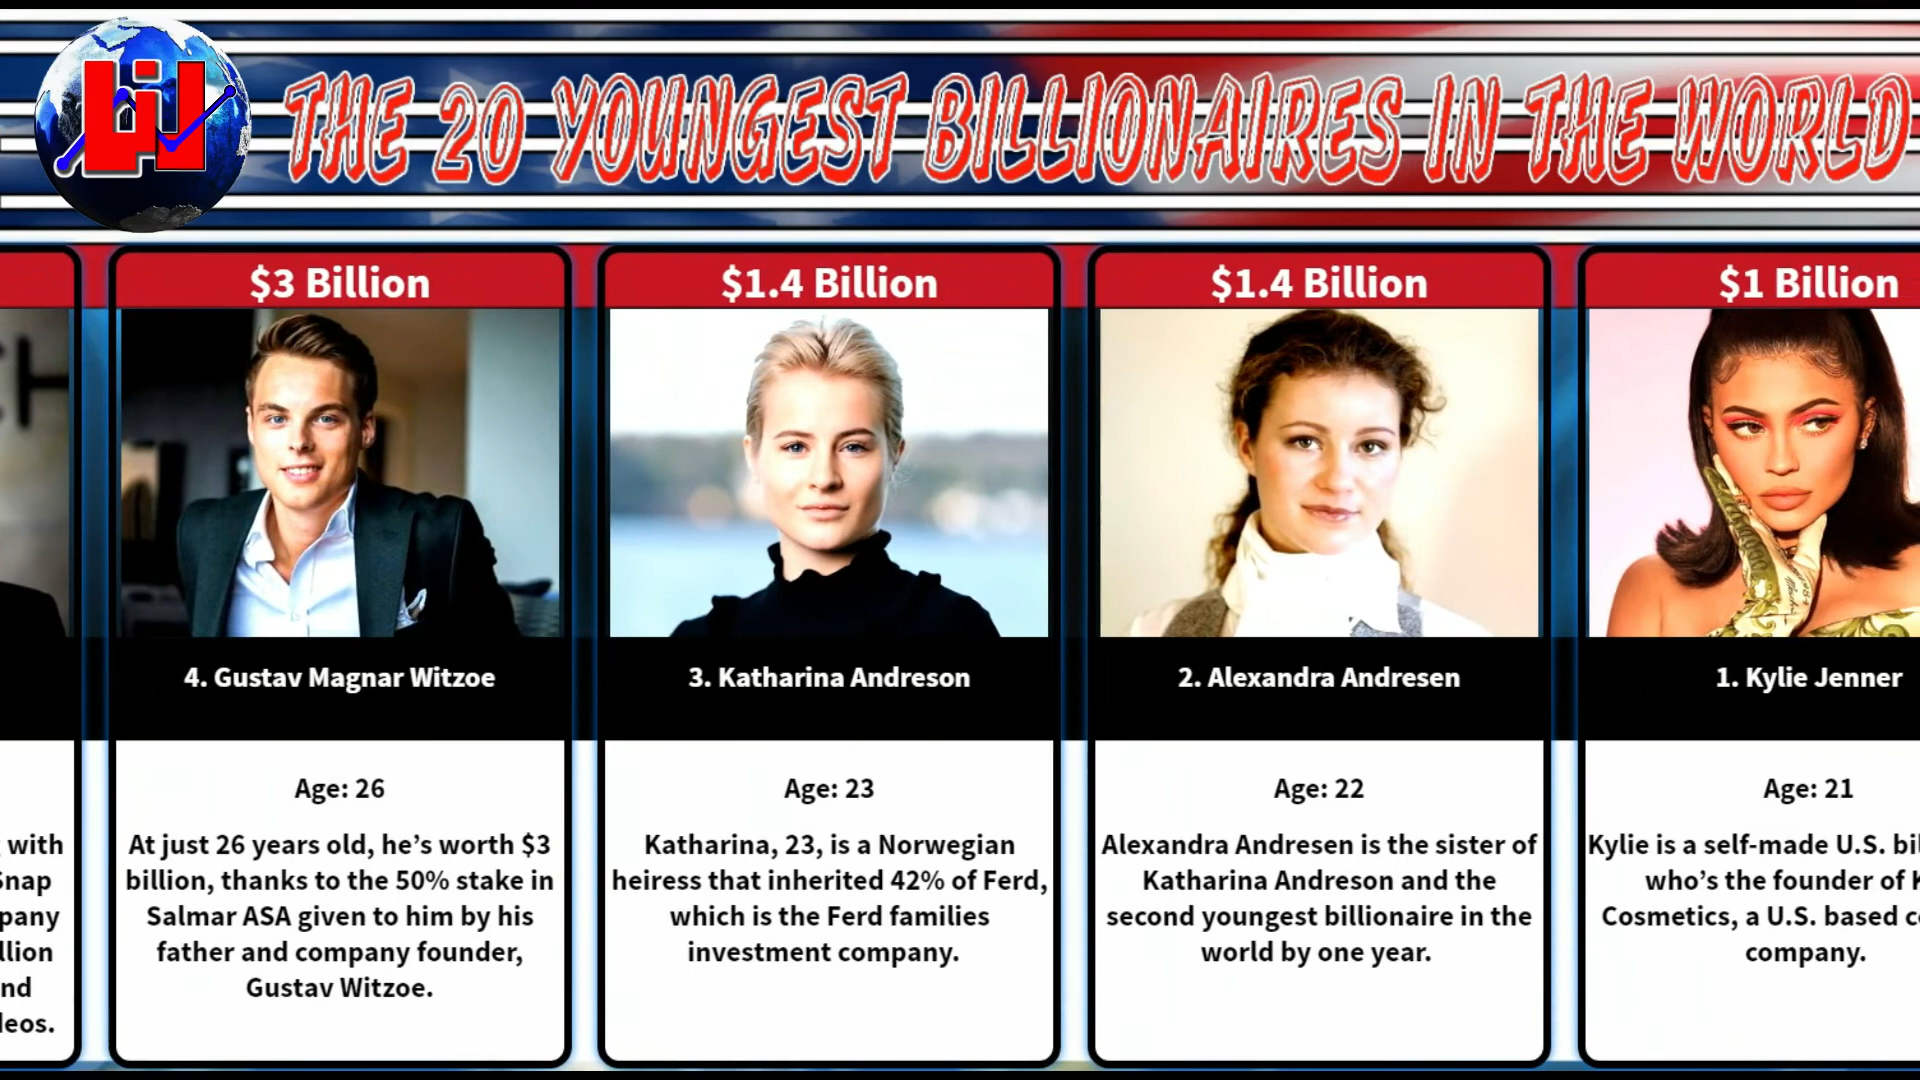 THE 20 YOUNGEST BILLIONAIRES IN THE WORLD
with
Snap
pany
llion
nd
deos.
$3 Billion
4. Gustav Magnar Witzoe
Age: 26
At just 26 years old, he's worth $3
billion, thanks to the 50% stake in
Salmar ASA given to him by his
father and company founder,
Gustav Witzoe.
$1.4 Billion
3. Katharina Andreson
Age: 23
Katharina, 23, is a Norwegian
heiress that inherited 42% of Ferd,
which is the Ferd families
investment company.
$1.4 Billion
2. Alexandra Andresen
Age: 22
Alexandra Andresen is the sister of
Katharina Andreson and the
second youngest billionaire in the
world by one year.
$1 Billion
1. Kylie Jenner
Age: 21
Kylie is a self-made U.S. bil
who's the founder of K
Cosmetics, a U.S. based co
company.